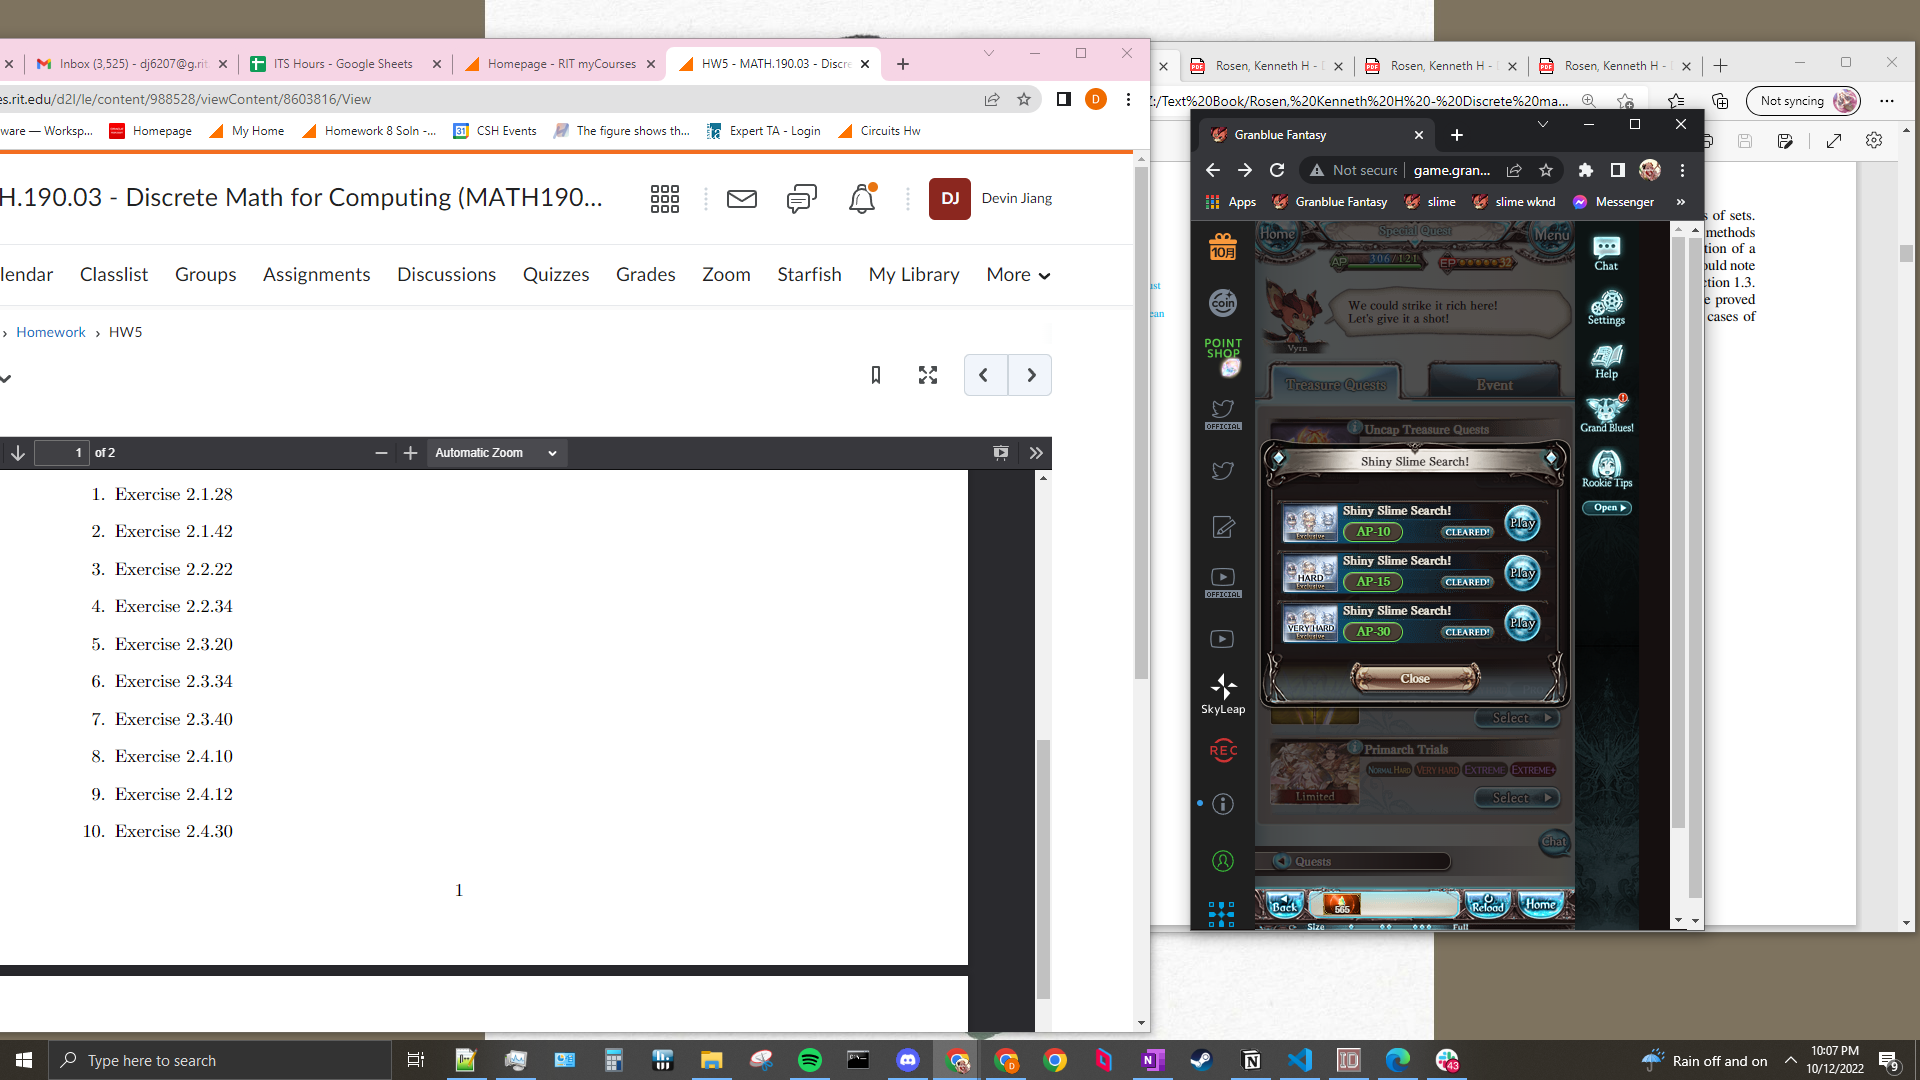 Inbox (3,525) - dj6207@g.rit.
ITS Hours - Google Sheets
Homepage - RIT myCourses
HW5 - MATH.190.03 - Discre
es.rit.edu/d2l/le/content/988528/viewContent/8603816/View
D
ware — Worksp...
Homepage
My Home
Homework 8 Soln -...
CSH Events
The figure shows th...
Expert TA - Login
Circuits Hw
H.190.03 - Discrete Math for Computing (MATH190...
DJ
Devin Jiang
lendar
Classlist
Groups
Assignments
Discussions
Quizzes
Grades
Zoom
Starfish
My Library
More
Homework
HW5
1
of 2
Automatic Zoom
1. Exercise 2.1.28
2. Exercise 2.1.42
3. Exercise 2.2.22
4. Exercise 2.2.34
5. Exercise 2.3.20
6. Exercise 2.3.34
7. Exercise 2.3.40
8. Exercise 2.4.10
9. Exercise 2.4.12
10. Exercise 2.4.30
1
Rosen, Kenneth H -
Rosen, Kenneth H -
Rosen, Kenneth H -
:/Text%20Book/Rosen,%20Kenneth%20H%20-%20Discrete%20ma...
Not syncing
s of sets.
methods
tion of a
ould note
ction 1.3.
e proved
cases of
ust
ean
Granblue Fantasy
Not secure
game.gran...
Apps
Granblue Fantasy
slime
slime wknd
Messenger
10月
coin
POINT
SHOP
OFFICIAL
OFFICIAL
SkyLeap
REC
Home
Special Quest
Menu
AP
306/121
EP
32
We could strike it rich here!
Let's give it a shot!
Vyrn
Treasure Quests
Event
Uncap Treasure Quests
Shiny Slime Search!
Shiny Slime Search!
Exclusive
AP-10
CLEARED!
Play
Shiny Slime Search!
HARD
Exclusive
AP-15
CLEARED!
Play
Shiny Slime Search!
VERY HARD
Exclusive
AP-30
CLEARED!
Play
Close
Select
Primarch Trials
NORMAL HARD
VERY HARD
EXTREME
EXTREME+
Limited
Select
Chat
Quests
Back
565
Reload
Home
Size
Full
Chat
Settings
Help
Grand Blues!
Rookie Tips
Open
Type here to search
43
Rain off and on
10:07 PM
10/12/2022
9